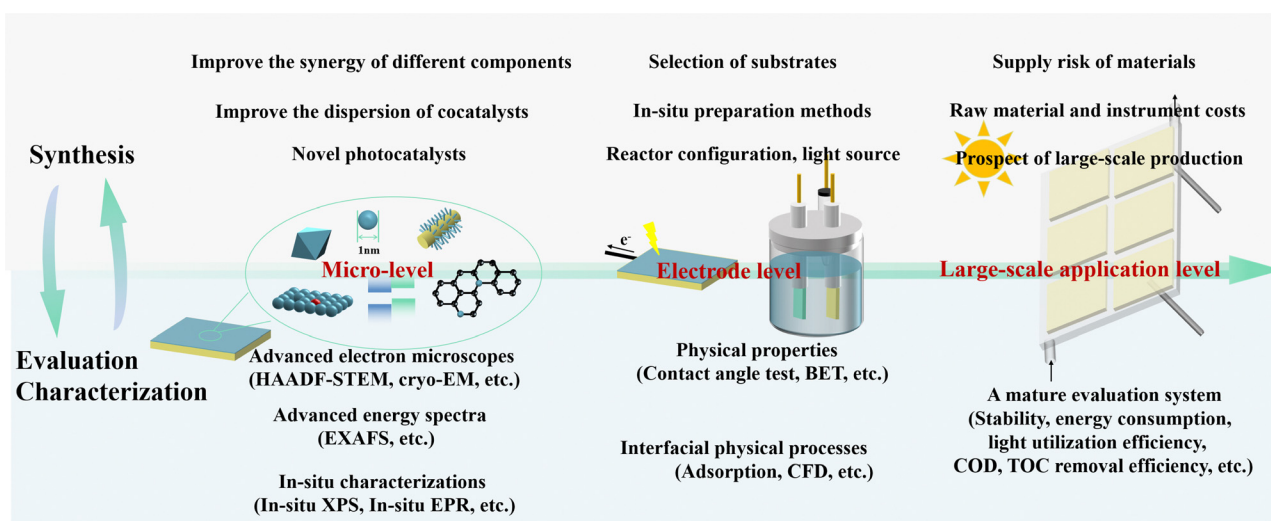 Improve the synergy of different components
Improve the dispersion of cocatalysts
Novel photocatalysts
Selection of substrates
In-situ preparation methods
Reactor configuration, light source
Supply risk of materials
Raw material and instrument costs
Prospect of large-scale production
Synthesis
1nm
Micro-level
e-
Electrode level
Large-scale application level
Evaluation
Characterization
Advanced electron microscopes
(HAADF-STEM, cryo-EM, etc.)
Advanced energy spectra
(EXAFS, etc.)
In-situ characterizations
(In-situ XPS, In-situ EPR, etc.)
Physical properties
(Contact angle test, BET, etc.)
Interfacial physical processes
(Adsorption, CFD, etc.)
A mature evaluation system
(Stability, energy consumption,
light utilization efficiency,
COD, TOC removal efficiency, etc.)